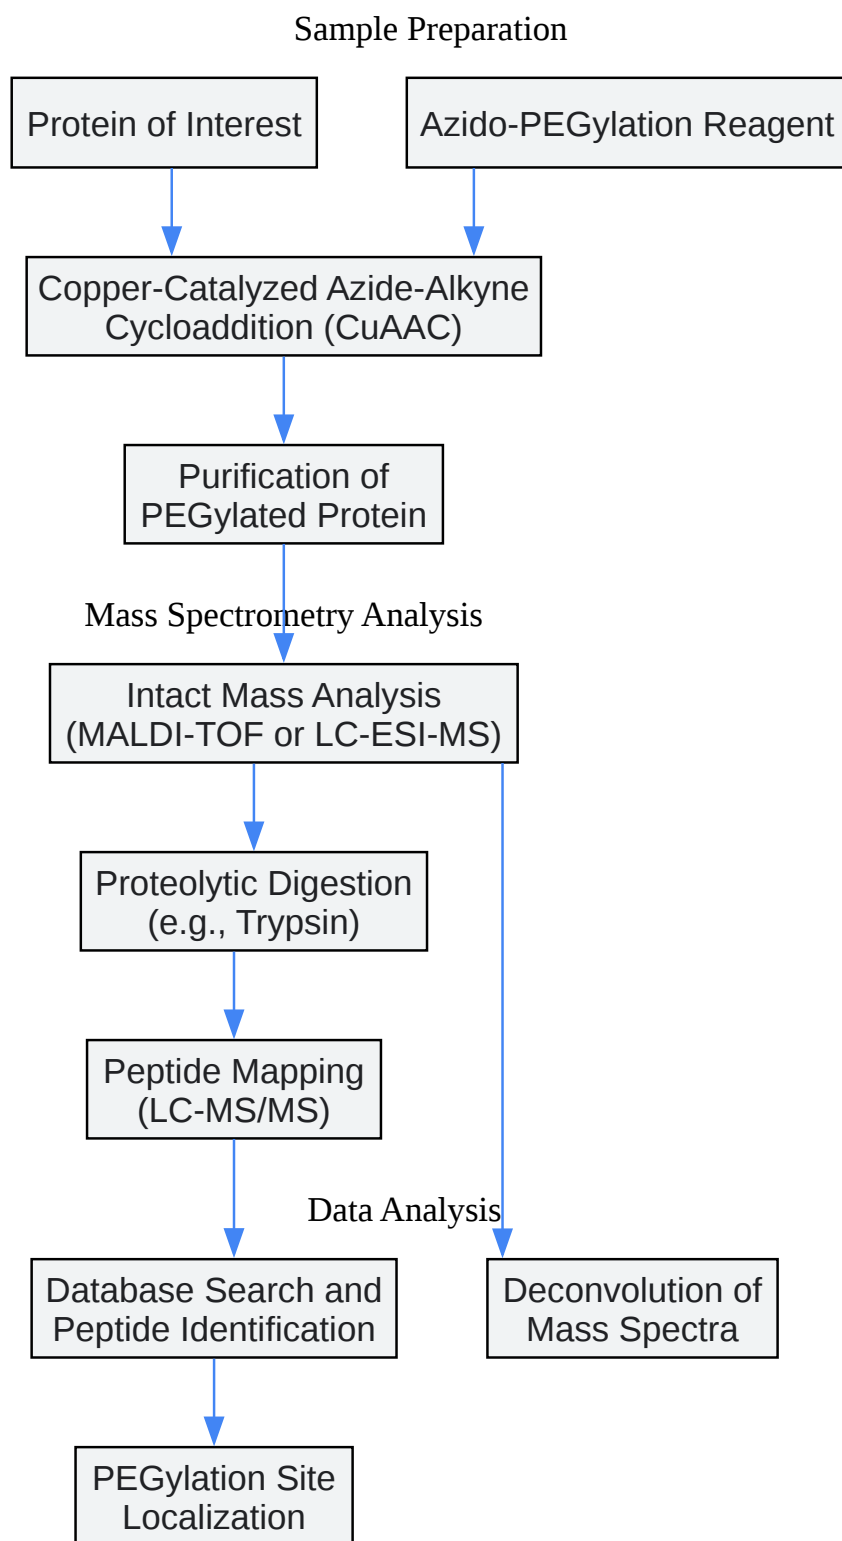 Sample Preparation
Protein of Interest
Azido-PEGylation Reagent
Copper-Catalyzed Azide-Alkyne
Cycloaddition (CuAAC)
Purification of
PEGylated Protein
Mass Spectrometry Analysis
Intact Mass Analysis
(MALDI-TOF or LC-ESI-MS)
Proteolytic Digestion
(e.g., Trypsin)
Peptide Mapping
(LC-MS/MS)
Data Analysis
Database Search and
Peptide Identification
Deconvolution of
Mass Spectra
PEGylation Site
Localization